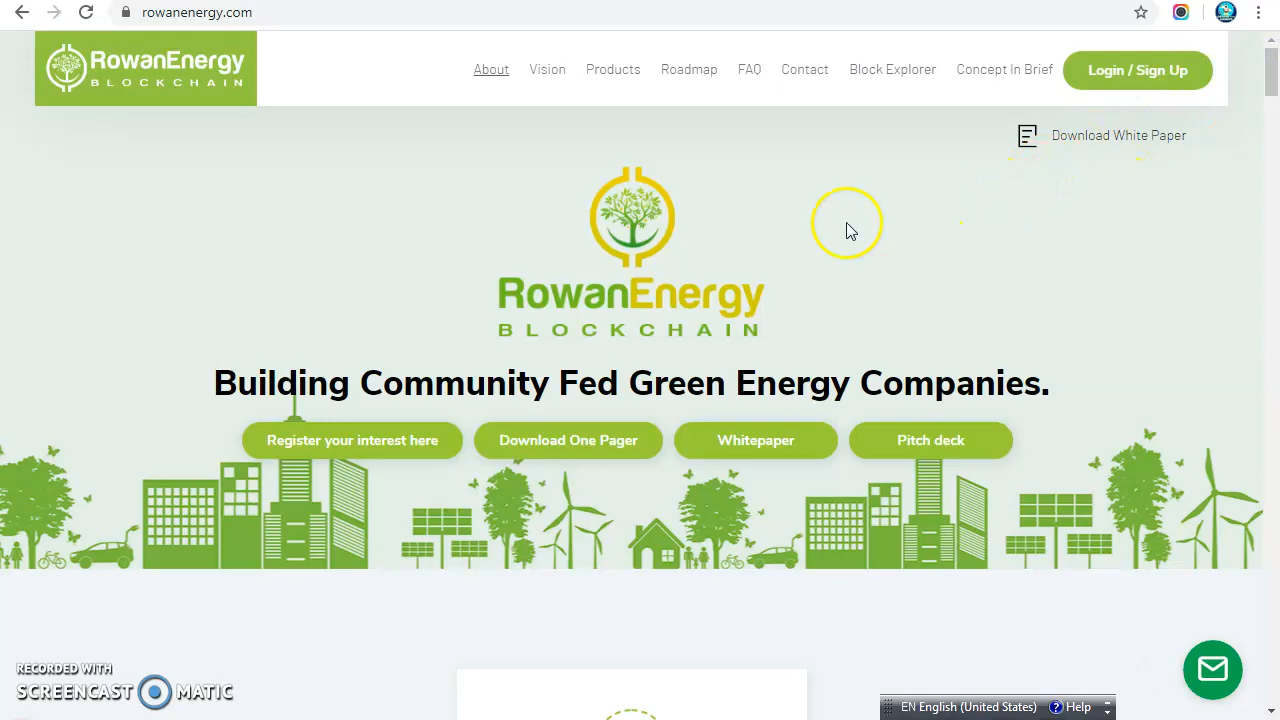 rowanenergy.com
RowanEnergy
BLOCKCHAIN
About Vision Products Roadmap FAQ Contact Block Explorer Concept In Brief Login / Sign Up
Download White Paper
RowanEnergy
BLOCKCHAIN
Building Community Fed Green Energy Companies.
Register your interest here Download One Pager Whitepaper Pitch deck
RECORDED WITH
SCREENCAST MATIC
EN English (United States) ? Help